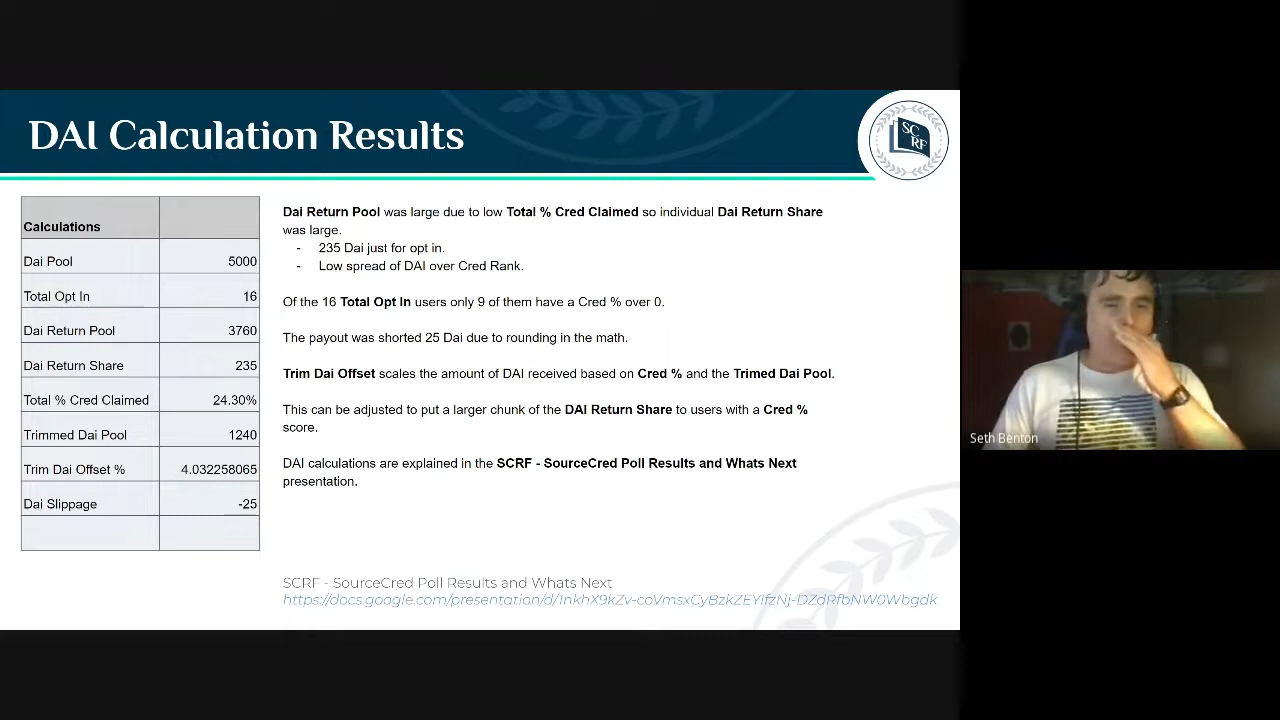 DAI Calculation Results
SC
RF
Calculations
Dai Pool 5000
Total Opt In 16
Dai Return Pool 3760
Dai Return Share 235
Total % Cred Claimed 24.30%
Trimmed Dai Pool 1240
Trim Dai Offset % 4.032258065
Dai Slippage -25
Dai Return Pool was large due to low Total % Cred Claimed so individual Dai Return Share
was large.
- 235 Dai just for opt in.
- Low spread of DAI over Cred Rank.
Of the 16 Total Opt In users only 9 of them have a Cred % over 0.
The payout was shorted 25 Dai due to rounding in the math.
Trim Dai Offset scales the amount of DAI received based on Cred % and the Trimed Dai Pool.
This can be adjusted to put a larger chunk of the DAI Return Share to users with a Cred %
score.
DAI calculations are explained in the SCRF - SourceCred Poll Results and Whats Next
presentation.
SCRF - SourceCred Poll Results and Whats Next
Seth Benton